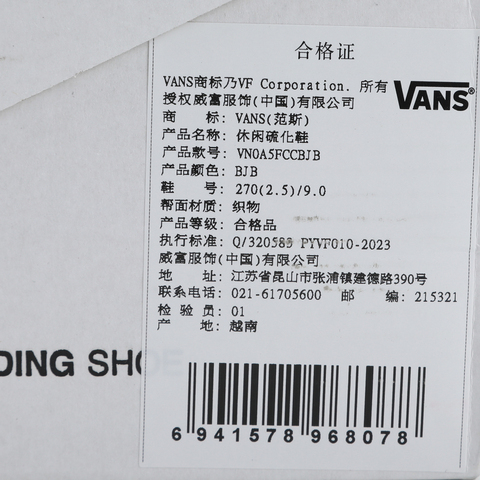 合格证
VANS商标乃VF Corporation. 所有
授权威富服饰(中国)有限公司
VANS®
商 标: VANS(范斯)
产品名称: 休闲硫化鞋
产品款号: VN0A5FCCBJB
产品颜色: BJB
鞋 号: 270(2.5)/9.0
帮面材质: 织物
产品等级: 合格品
执行标准: Q/320583 PYVF010-2023
威富服饰(中国)有限公司
地 址: 江苏省昆山市张浦镇建德路390号
联系电话: 021-61705600 邮 编: 215321
检 验 员: 01
产 地: 越南
DING SHOE
6 941578 968078